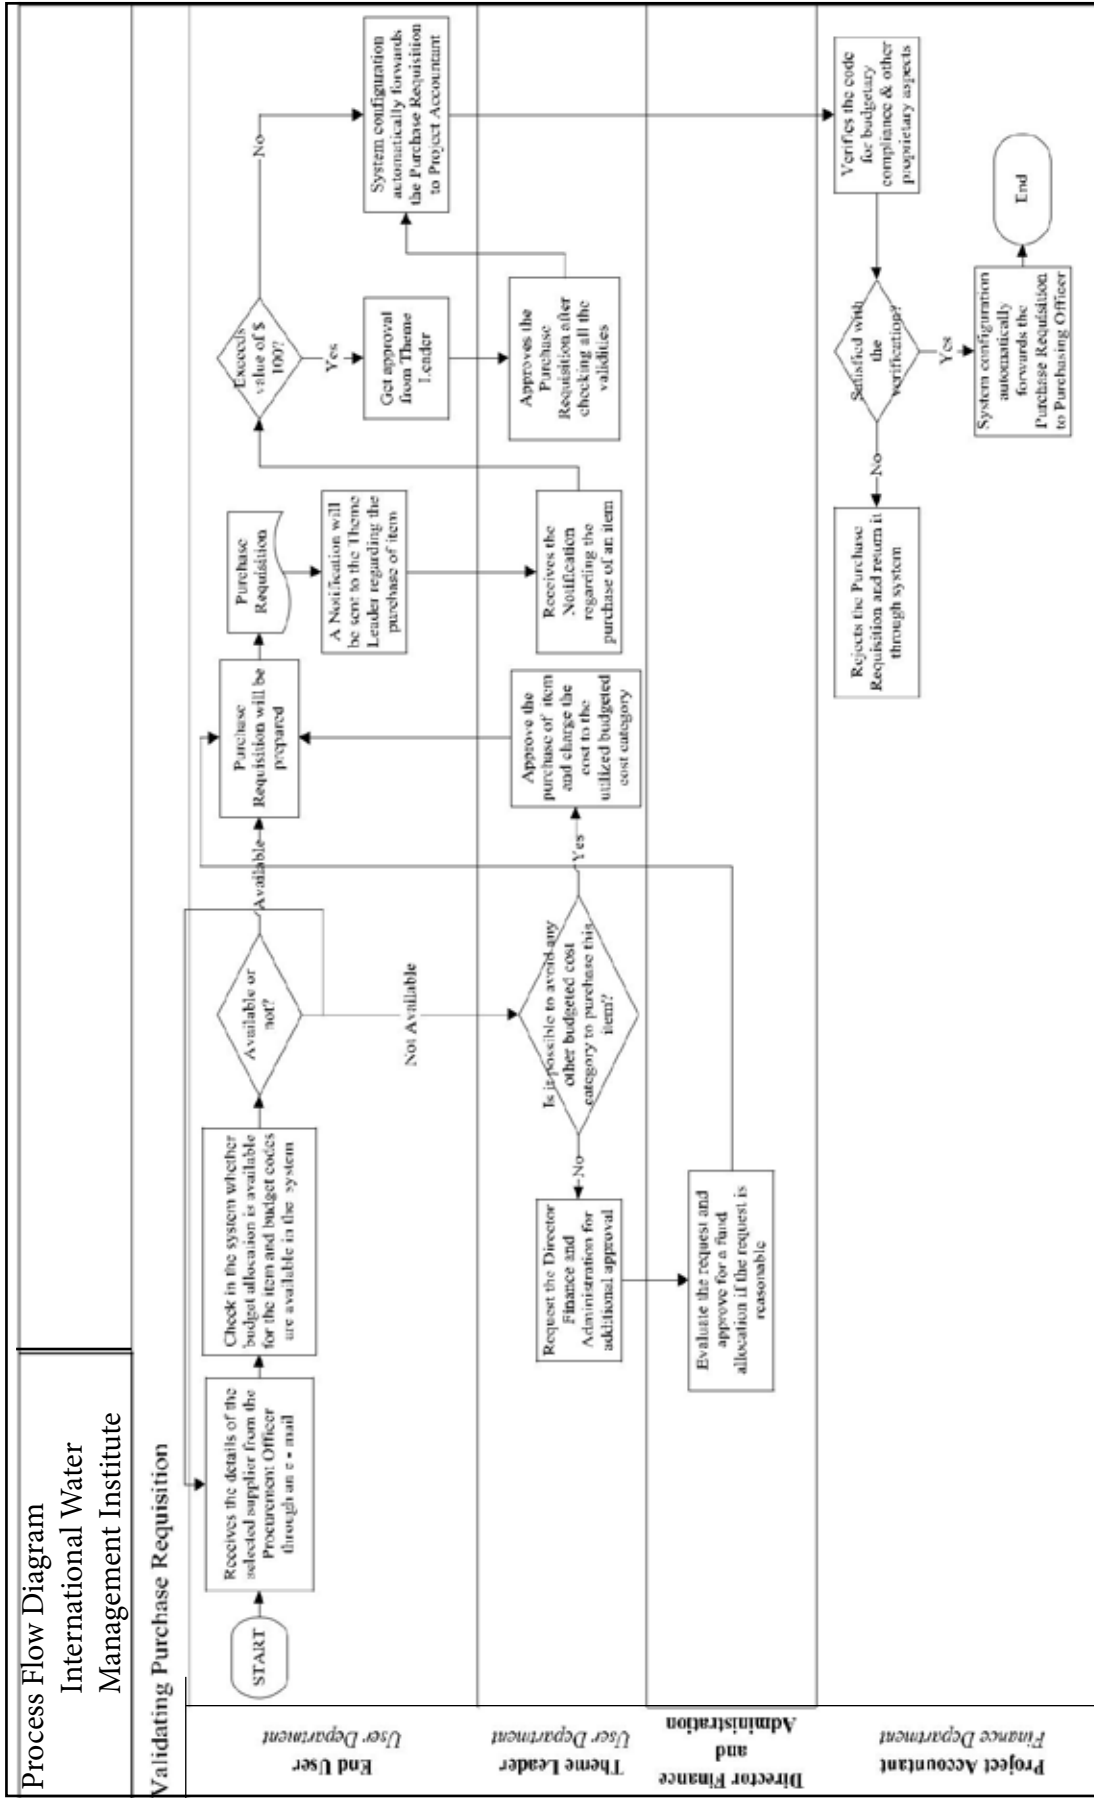 Process Flow Diagram
International Water
Management Institute
Validating Purchase Requisition
End User
User Department
START
Receives the details of the
selected supplier from the
Procurement Officer
through an e - mail
Check in the system whether
budget allocation is available
for the item and budget codes
are available in the system
Available or
not?
Available
Not Available
Purchase
Requisition will be
prepared
Purchase
Requisition
A Notification will
be sent to the Theme
Leader regarding the
purchase of item
Exceeds
value of $
100?
Yes
No
Get approval
from Theme
Leader
System configuration
automatically forwards
the Purchase Requisition
to Project Accountant
Theme Leader
User Department
Is it possible to avoid any
other budgeted cost
category to purchase this
item?
No
Yes
Request the Director
Finance and
Administration for
additional approval
Approve the
purchase of item
and charge the
cost to the
utilized budgeted
cost category
Receives the
Notification
regarding the
purchase of an item
Approves the
Purchase
Requisition after
checking all the
validities
Director Finance
and
Administration
Evaluate the request and
approve for a fund
allocation if the request is
reasonable
Project Accountant
Finance Department
Verifies the code
for budgetary
compliance & other
proprietary aspects
Satisfied with
the
verification?
No
Yes
Rejects the Purchase
Requisition and return it
through system
System configuration
automatically
forwards the
Purchase Requisition
to Purchasing Officer
End